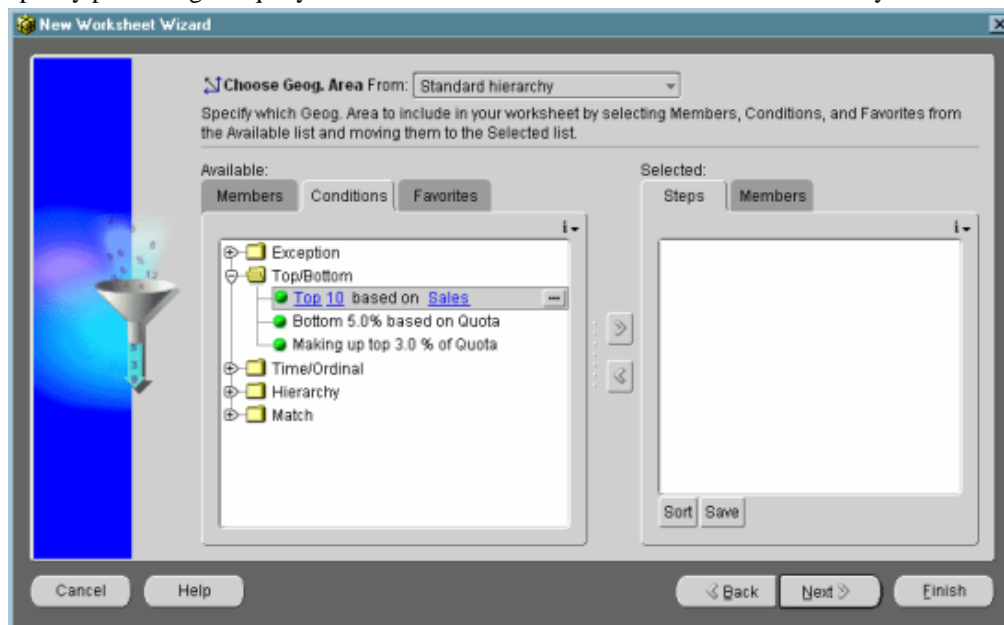 New Worksheet Wizard
Choose Geog. Area From: Standard hierarchy
Specify which Geog. Area to include in your worksheet by selecting Members, Conditions, and Favorites from
the Available list and moving them to the Selected list.
Available:
Members Conditions Favorites
Exception
Top/Bottom
Top 10 based on Sales
Bottom 5.0% based on Quota
Making up top 3.0 % of Quota
Time/Ordinal
Hierarchy
Match
Selected:
Steps Members
Sort Save
Cancel Help Back Next Finish